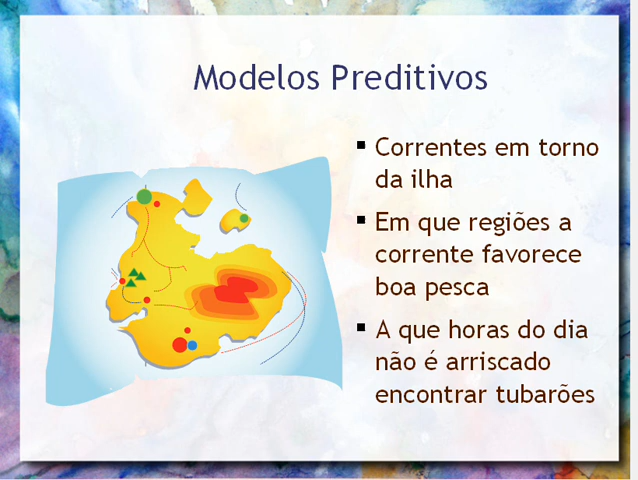 Modelos Preditivos
Correntes em torno
da ilha
Em que regiões a
corrente favorece
boa pesca
A que horas do dia
não é arriscado
encontrar tubarões